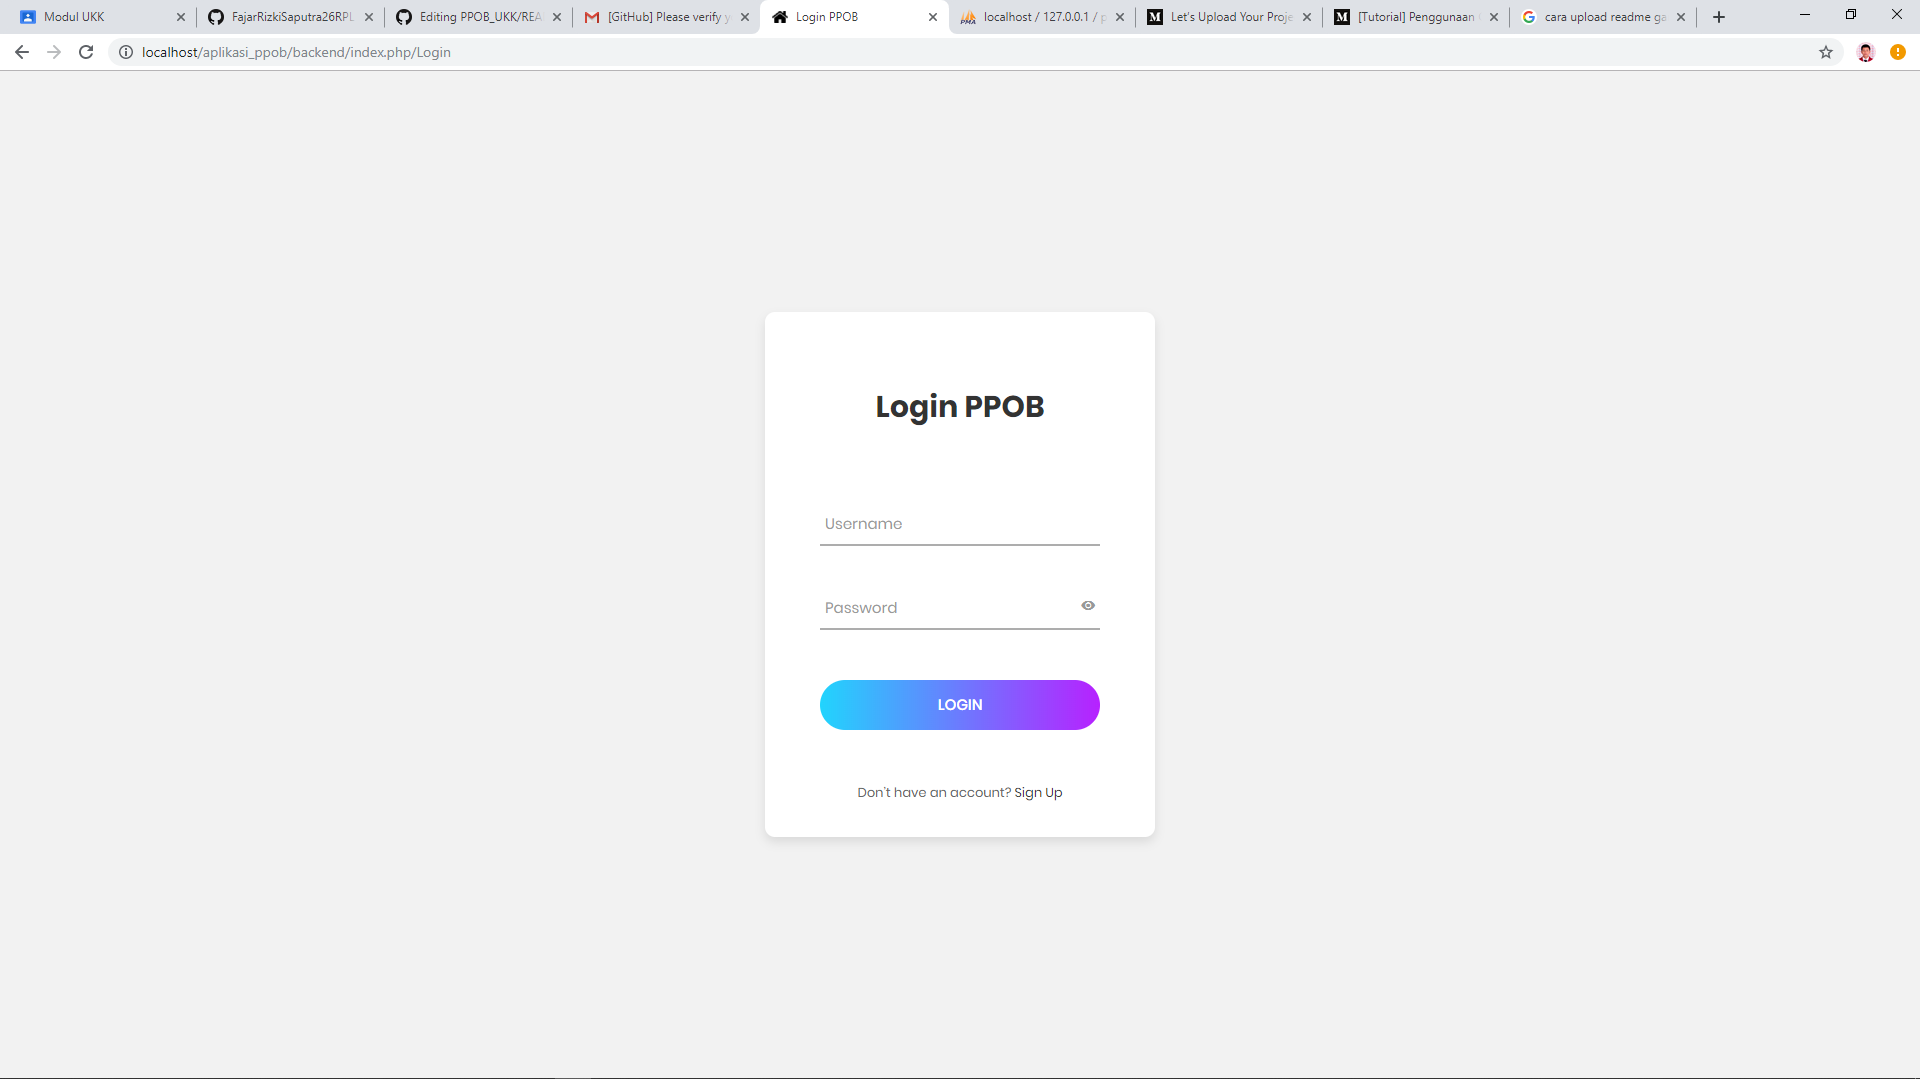 Modul UKK
FajarRizkiSaputra26RPL
Editing PPOB_UKK/REA
[GitHub] Please verify y
Login PPOB
localhost / 127.0.0.1 / p
Let's Upload Your Proje
[Tutorial] Penggunaan
cara upload readme ga
localhost/aplikasi_ppob/backend/index.php/Login
Login PPOB
Username
Password
LOGIN
Don't have an account? Sign Up